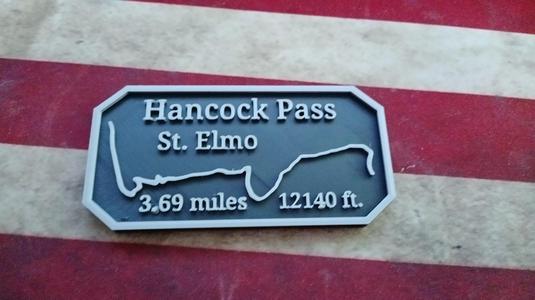 Hancock Pass
St. Elmo
3.69 miles 12140 ft.